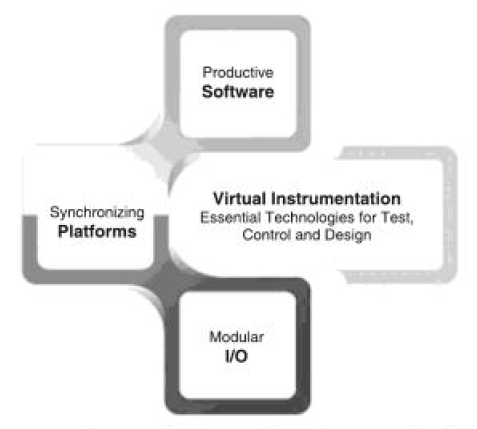 Productive
Software
Synchronizing
Platforms
Virtual Instrumentation
Essential Technologies for Test,
Control and Design
Modular
I/O